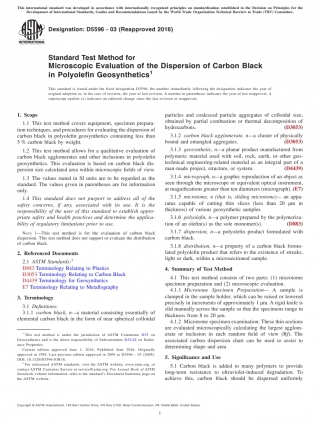 This international standard was developed in accordance with internationally recognized principles on standardization established in the Decision on Principles for the
Development of International Standards, Guides and Recommendations issued by the World Trade Organization Technical Barriers to Trade (TBT) Committee.
Designation: D5596 − 03 (Reapproved 2016)
Standard Test Method for
Microscopic Evaluation of the Dispersion of Carbon Black
in Polyolefin Geosynthetics1
This standard is issued under the fixed designation D5596; the number immediately following the designation indicates the year of
original adoption or, in the case of revision, the year of last revision. A number in parentheses indicates the year of last reapproval. A
superscript epsilon (ε) indicates an editorial change since the last revision or reapproval.
1. Scope
1.1 This test method covers equipment, specimen prepara-
tion techniques, and procedures for evaluating the dispersion of
carbon black in polyolefin geosynthetics containing less than
5 % carbon black by weight.
1.2 This test method allows for a qualitative evaluation of
carbon black agglomerates and other inclusions in polyolefin
geosynthetics. This evaluation is based on carbon black dis-
persion size calculated area within microscopic fields of view.
1.3 The values stated in SI units are to be regarded as the
standard. The values given in parentheses are for information
only.
1.4 This standard does not purport to address all of the
safety concerns, if any, associated with its use. It is the
responsibility of the user of this standard to establish appro-
priate safety and health practices and determine the applica-
bility of regulatory limitations prior to use.
NOTE 1—This test method is for the evaluation of carbon black
dispersion. This test method does not support or evaluate the distribution
of carbon black.
2. Referenced Documents
2.1 ASTM Standards:2
D883 Terminology Relating to Plastics
D3053 Terminology Relating to Carbon Black
D4439 Terminology for Geosynthetics
E7 Terminology Relating to Metallography
3. Terminology
3.1 Definitions:
3.1.1 carbon black, n—a material consisting essentially of
elemental carbon black in the form of near spherical colloidal
1 This test method is under the jurisdiction of ASTM Committee D35 on
Geosynthetics and is the direct responsibility of Subcommittee D35.02 on Endur-
ance Properties.
Current edition approved June 1, 2016. Published June 2016. Originally
approved in 1994. Last previous edition approved in 2009 as D5596 – 03 (2009).
2 For referenced ASTM standards, visit the ASTM website, www.astm.org, or
contact ASTM Customer Service at service@astm.org. For Annual Book of ASTM
Standards volume information, refer to the standard's Document Summary page on
the ASTM website.
particles and coalesced particle aggregates of colloidal size,
obtained by partial combustion or thermal decomposition of
hydrocarbons. (D3053)
3.1.2 carbon black agglomerate, n—a cluster of physically
bound and entangled aggregates. (D3053)
3.1.3 geosynthetic, n—a planar product manufactured from
polymeric material used with soil, rock, earth, or other geo-
technical engineering-related material as an integral part of a
man-made project, structure, or system. (D4439)
3.1.4 micrograph, n—a graphic reproduction of an object as
seen through the microscope or equivalent optical instrument,
at magnifications greater than ten diameters (micrograph). (E7)
3.1.5 microtome, n (that is, sliding microtome)—an appa-
ratus capable of cutting thin slices (less than 20 µm in
thickness) of various geosynthetic samples.
3.1.6 polyolefin, n—a polymer prepared by the polymeriza-
tion of an olefin(s) as the sole monomer(s). (D883)
3.1.7 dispersion, n—a polyolefin product formulated with
carbon black.
3.1.8 distribution, n—a property of a carbon black formu-
lated polyolefin product that refers to the existence of streaks,
light or dark, within a microsectioned sample.
4. Summary of Test Method
4.1 This test method consists of two parts; (1) microtome
specimen preparation and (2) microscopic evaluation.
4.1.1 Microtome Specimen Preparation—A sample is
clamped in the sample holder, which can be raised or lowered
precisely in increments of approximately 1 µm. A rigid knife is
slid manually across the sample so that the specimens range in
thickness from 8 to 20 µm.
4.1.2 Microtome specimen Examination: These thin sections
are evaluated microscopically calculating the largest agglom-
erate or inclusion in each random field of view (Rf). The
associated carbon dispersion chart can be used to assist in
determining shape and area
5. Significance and Use
5.1 Carbon black is added to many polymers to provide
long-term resistance to ultraviolet-induced degradation. To
achieve this, carbon black should be dispersed uniformly
Copyright © ASTM International, 100 Barr Harbor Drive, PO Box C700, West Conshohocken, PA 19428-2959. United States
1